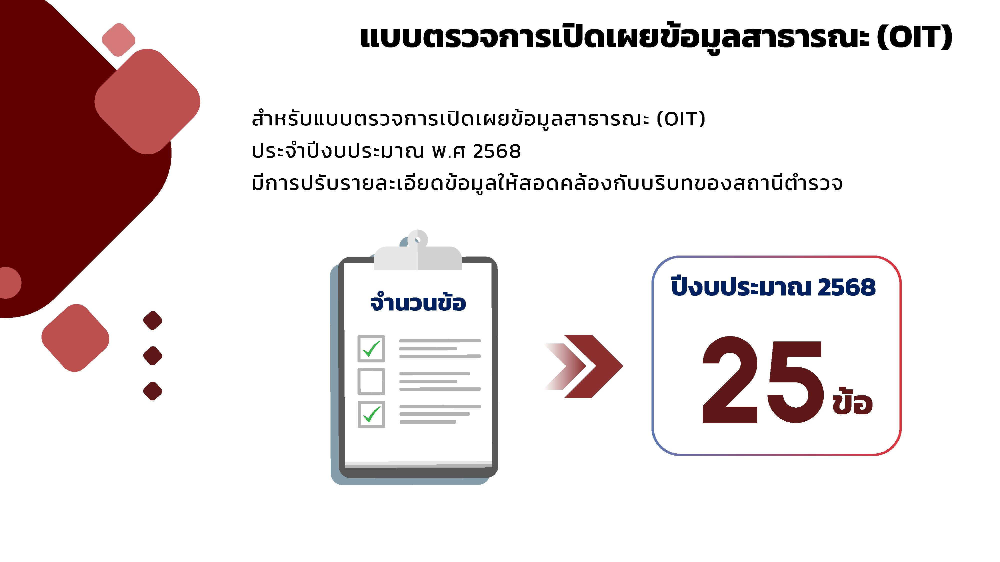 แบบตรวจการเปิดเผยข้อมูลสาธารณะ (OIT)
สำหรับแบบตรวจการเปิดเผยข้อมูลสาธารณะ (OIT)
ประจำปีงบประมาณ พ.ศ 2568
มีการปรับรายละเอียดข้อมูลให้สอดคล้องกับบริบทของสถานีตำรวจ
จำนวนข้อ
ปีงบประมาณ 2568
25 ข้อ